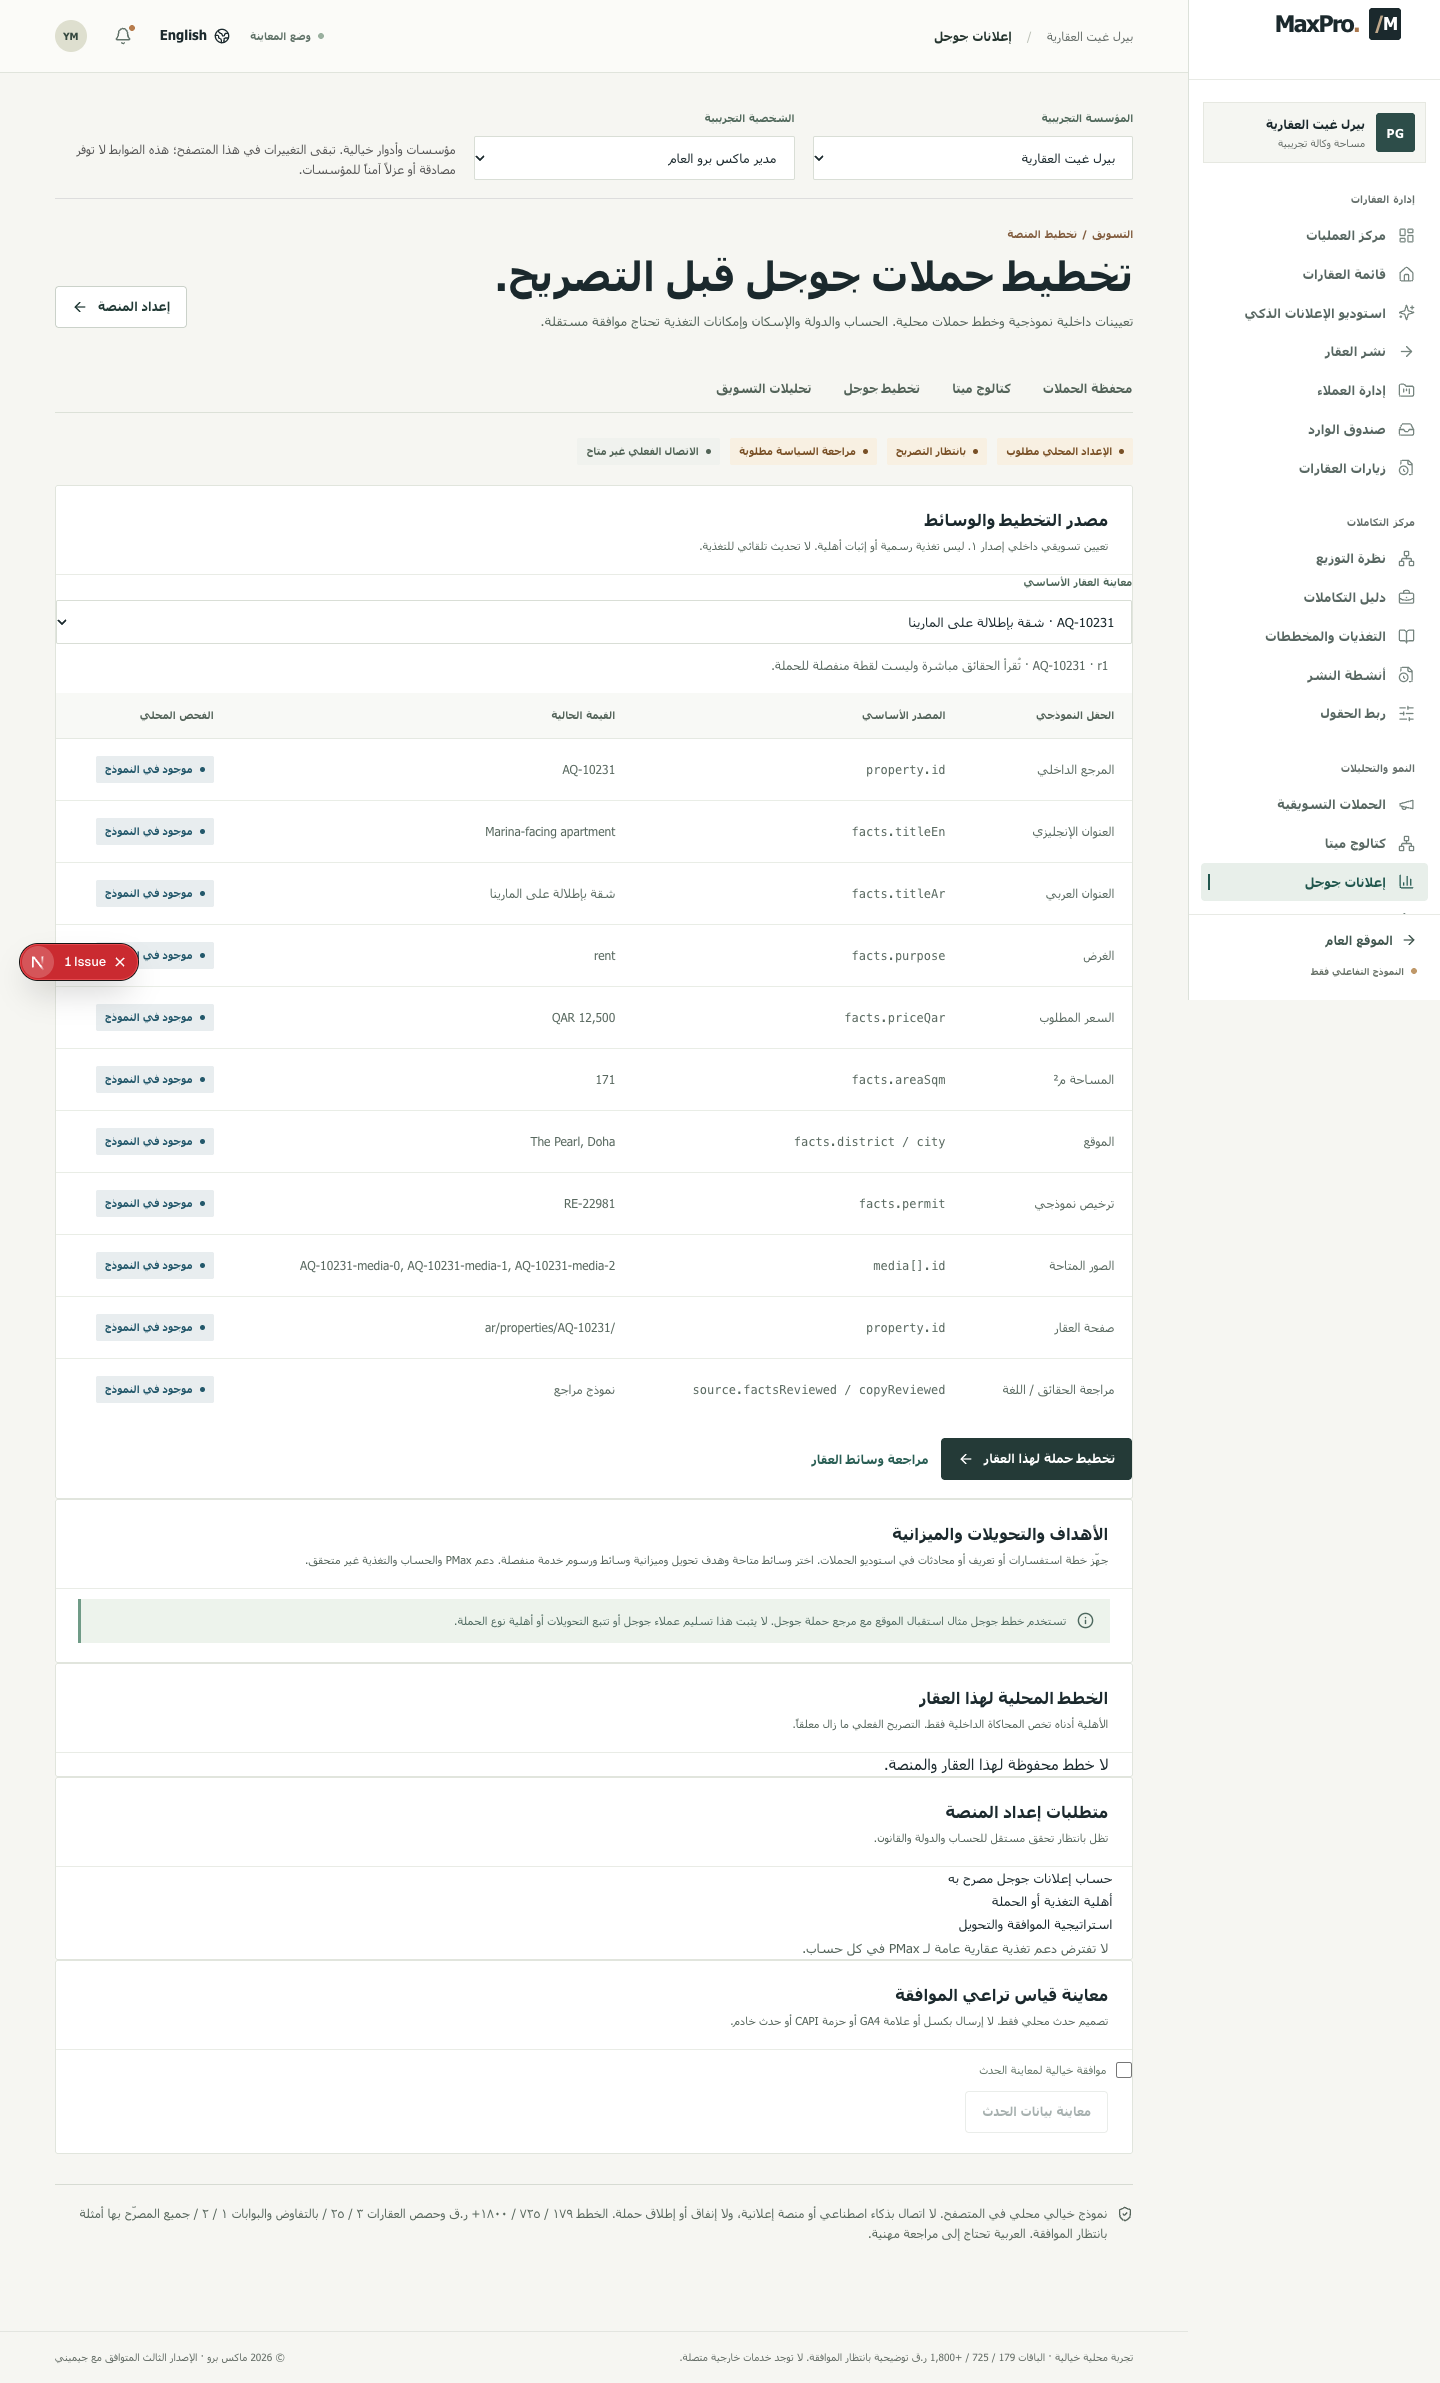 /M MaxPro.
بيرل غيت العقارية / إعلانات جوجل
وضع المعاينة
English
YM
PG
بيرل غيت العقارية
مساحة وكالة تجريبية
إدارة العقارات
مركز العمليات
قائمة العقارات
استوديو الإعلانات الذكي
نشر العقار
إدارة العملاء
صندوق الوارد
زيارات العقارات
مركز التكاملات
نظرة التوزيع
دليل التكاملات
التغذيات والمخططات
أنشطة النشر
ربط الحقول
النمو والتحليلات
الحملات التسويقية
كتالوج ميتا
إعلانات جوجل
الموقع العام
النموذج التفاعلي فقط
المؤسسة التجريبية
بيرل غيت العقارية
الشخصية التجريبية
مدير ماكس برو العام
مؤسسات وأدوار خيالية. تبقى التغييرات في هذا المتصفح؛ هذه الضوابط لا توفر
مصادقة أو عزلاً آمناً للمؤسسات.
التسويق / تخطيط المنصة
تخطيط حملات جوجل قبل التصريح.
تعيينات داخلية نموذجية وخطط حملات محلية. الحساب والدولة والإسكان وإمكانات التغذية تحتاج موافقة مستقلة.
إعداد المنصة
محفظة الحملات
كتالوج ميتا
تخطيط جوجل
تحليلات التسويق
الإعداد المحلي مطلوب
بانتظار التصريح
مراجعة السياسة مطلوبة
الاتصال الفعلي غير متاح
مصدر التخطيط والوسائط
تعيين تسويقي داخلي إصدار ١. ليس تغذية رسمية أو إثبات أهلية. لا تحديث تلقائي للتغذية.
معاينة العقار الأساسي
AQ-10231 · شقة بإطلالة على المارينا
AQ-10231 · r1 · تُقرأ الحقائق مباشرة وليست لقطة منفصلة للحملة.
الحقل النموذجي المصدر الأساسي القيمة الحالية الفحص المحلي
المرجع الداخلي property.id AQ-10231 موجود في النموذج
العنوان الإنجليزي facts.titleEn Marina-facing apartment موجود في النموذج
العنوان العربي facts.titleAr شقة بإطلالة على المارينا موجود في النموذج
الغرض facts.purpose rent موجود في
السعر المطلوب facts.priceQar QAR 12,500 موجود في النموذج
المساحة م² facts.areaSqm 171 موجود في النموذج
الموقع facts.district / city The Pearl, Doha موجود في النموذج
ترخيص نموذجي facts.permit RE-22981 موجود في النموذج
الصور المتاحة media[].id AQ-10231-media-0, AQ-10231-media-1, AQ-10231-media-2 موجود في النموذج
صفحة العقار property.id ar/properties/AQ-10231/ موجود في النموذج
مراجعة الحقائق / اللغة source.factsReviewed / copyReviewed نموذج مراجع موجود في النموذج
1 Issue
تخطيط حملة لهذا العقار
مراجعة وسائط العقار
الأهداف والتحويلات والميزانية
جهّز خطة استفسارات أو تعريف أو محادثات في استوديو الحملات. اختر وسائط متاحة وهدف تحويل وميزانية وسائط ورسوم خدمة منفصلة. دعم PMax والحساب والتغذية غير متحقق.
تستخدم خطط جوجل مثال استقبال الموقع مع مرجع حملة جوجل. لا يثبت هذا تسليم عملاء جوجل أو تتبع التحويلات أو أهلية نوع الحملة.
الخطط المحلية لهذا العقار
الأهلية أدناه تخص المحاكاة الداخلية فقط. التصريح الفعلي ما زال معلقاً.
لا خطط محفوظة لهذا العقار والمنصة.
متطلبات إعداد المنصة
تظل بانتظار تحقق مستقل للحساب والدولة والقانون.
حساب إعلانات جوجل مصرح به
أهلية التغذية أو الحملة
استراتيجية الموافقة والتحويل
لا تفترض دعم تغذية عقارية عامة لـ PMax في كل حساب.
معاينة قياس تراعي الموافقة
تصميم حدث محلي فقط. لا إرسال بكسل أو علامة GA4 أو حزمة CAPI أو حدث خادم.
موافقة خيالية لمعاينة الحدث
معاينة بيانات الحدث
نموذج خيالي محلي في المتصفح. لا اتصال بذكاء اصطناعي أو منصة إعلانية، ولا إنفاق أو إطلاق حملة. الخطط ١٧٩ / ٧٢٥ / ١٨٠٠+ ر.ق وحصص العقارات ٣ / ٢٥ / بالتفاوض والبوابات ١ / ٢ / جميع المصرّح بها أمثلة
بانتظار الموافقة. العربية تحتاج إلى مراجعة مهنية.
تجربة محلية خيالية · الباقات 179 / 725 / 1,800+ ر.ق توضيحية بانتظار الموافقة. لا توجد خدمات خارجية متصلة.
© 2026 ماكس برو · الإصدار الثالث المتوافق مع جيميني